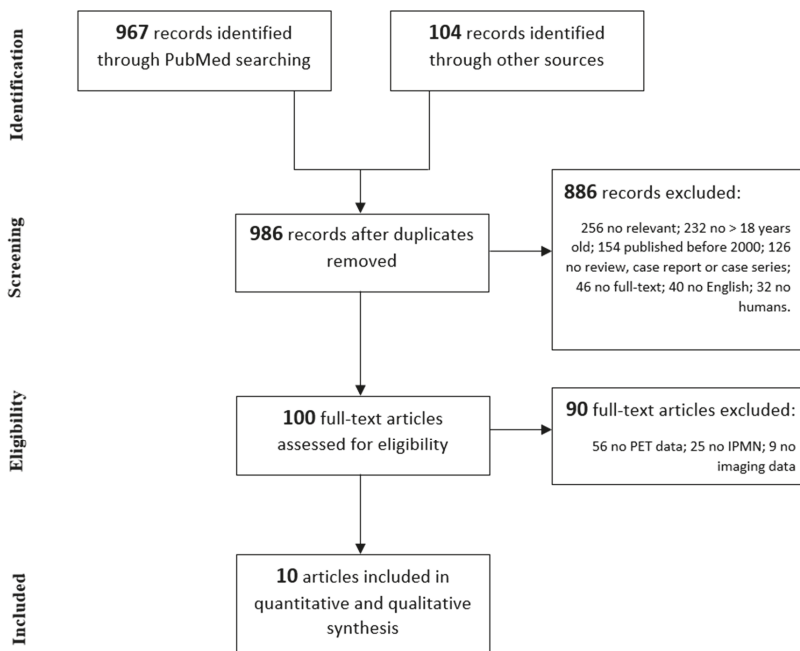 Identification
967 records identified
through PubMed searching
104 records identified
through other sources
Screening
986 records after duplicates
removed
886 records excluded:
256 no relevant; 232 no > 18 years
old; 154 published before 2000; 126
no review, case report or case series;
46 no full-text; 40 no English; 32 no
humans.
Eligibility
100 full-text articles
assessed for eligibility
90 full-text articles excluded:
56 no PET data; 25 no IPMN; 9 no
imaging data
Included
10 articles included in
quantitative and qualitative
synthesis